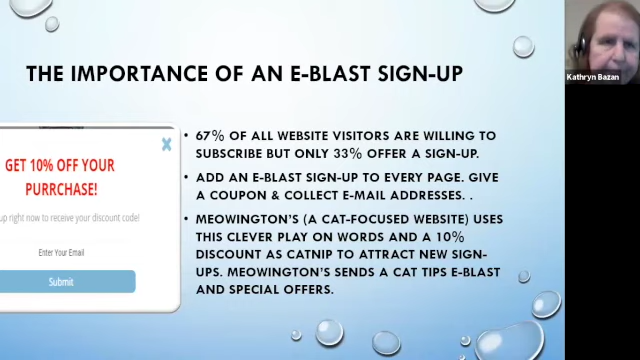 THE IMPORTANCE OF AN E-BLAST SIGN-UP
Kathryn Bazan
GET 10% OFF YOUR
PURRCHASE!
up right now to receive your discount code!
Enter Your Email
Submit
• 67% OF ALL WEBSITE VISITORS ARE WILLING TO
SUBSCRIBE BUT ONLY 33% OFFER A SIGN-UP.
• ADD AN E-BLAST SIGN-UP TO EVERY PAGE. GIVE
A COUPON & COLLECT E-MAIL ADDRESSES. .
• MEOWINGTON'S (A CAT-FOCUSED WEBSITE) USES
THIS CLEVER PLAY ON WORDS AND A 10%
DISCOUNT AS CATNIP TO ATTRACT NEW SIGN-
UPS. MEOWINGTON'S SENDS A CAT TIPS E-BLAST
AND SPECIAL OFFERS.